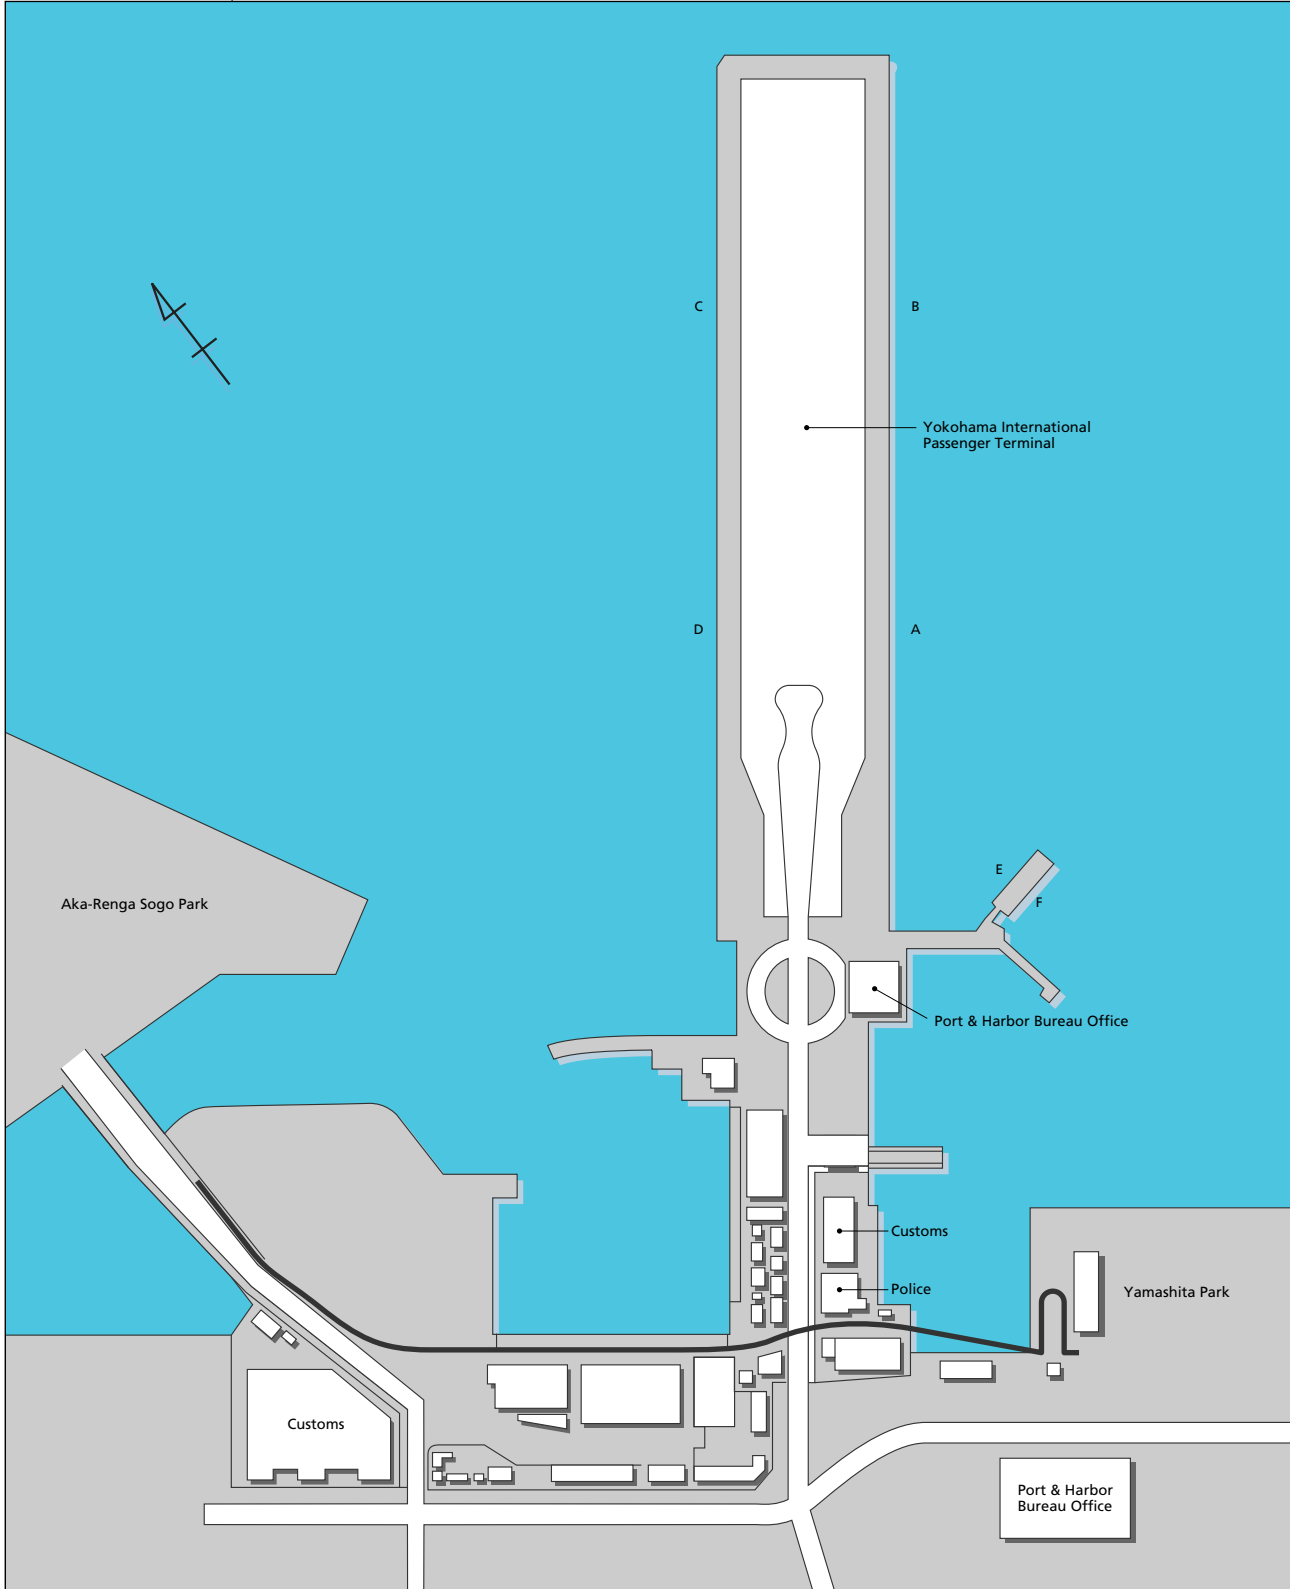 C
B
Yokohama International
Passenger Terminal
D
A
E
F
Aka-Renga Sogo Park
Port & Harbor Bureau Office
Customs
Police
Yamashita Park
Customs
Port & Harbor
Bureau Office